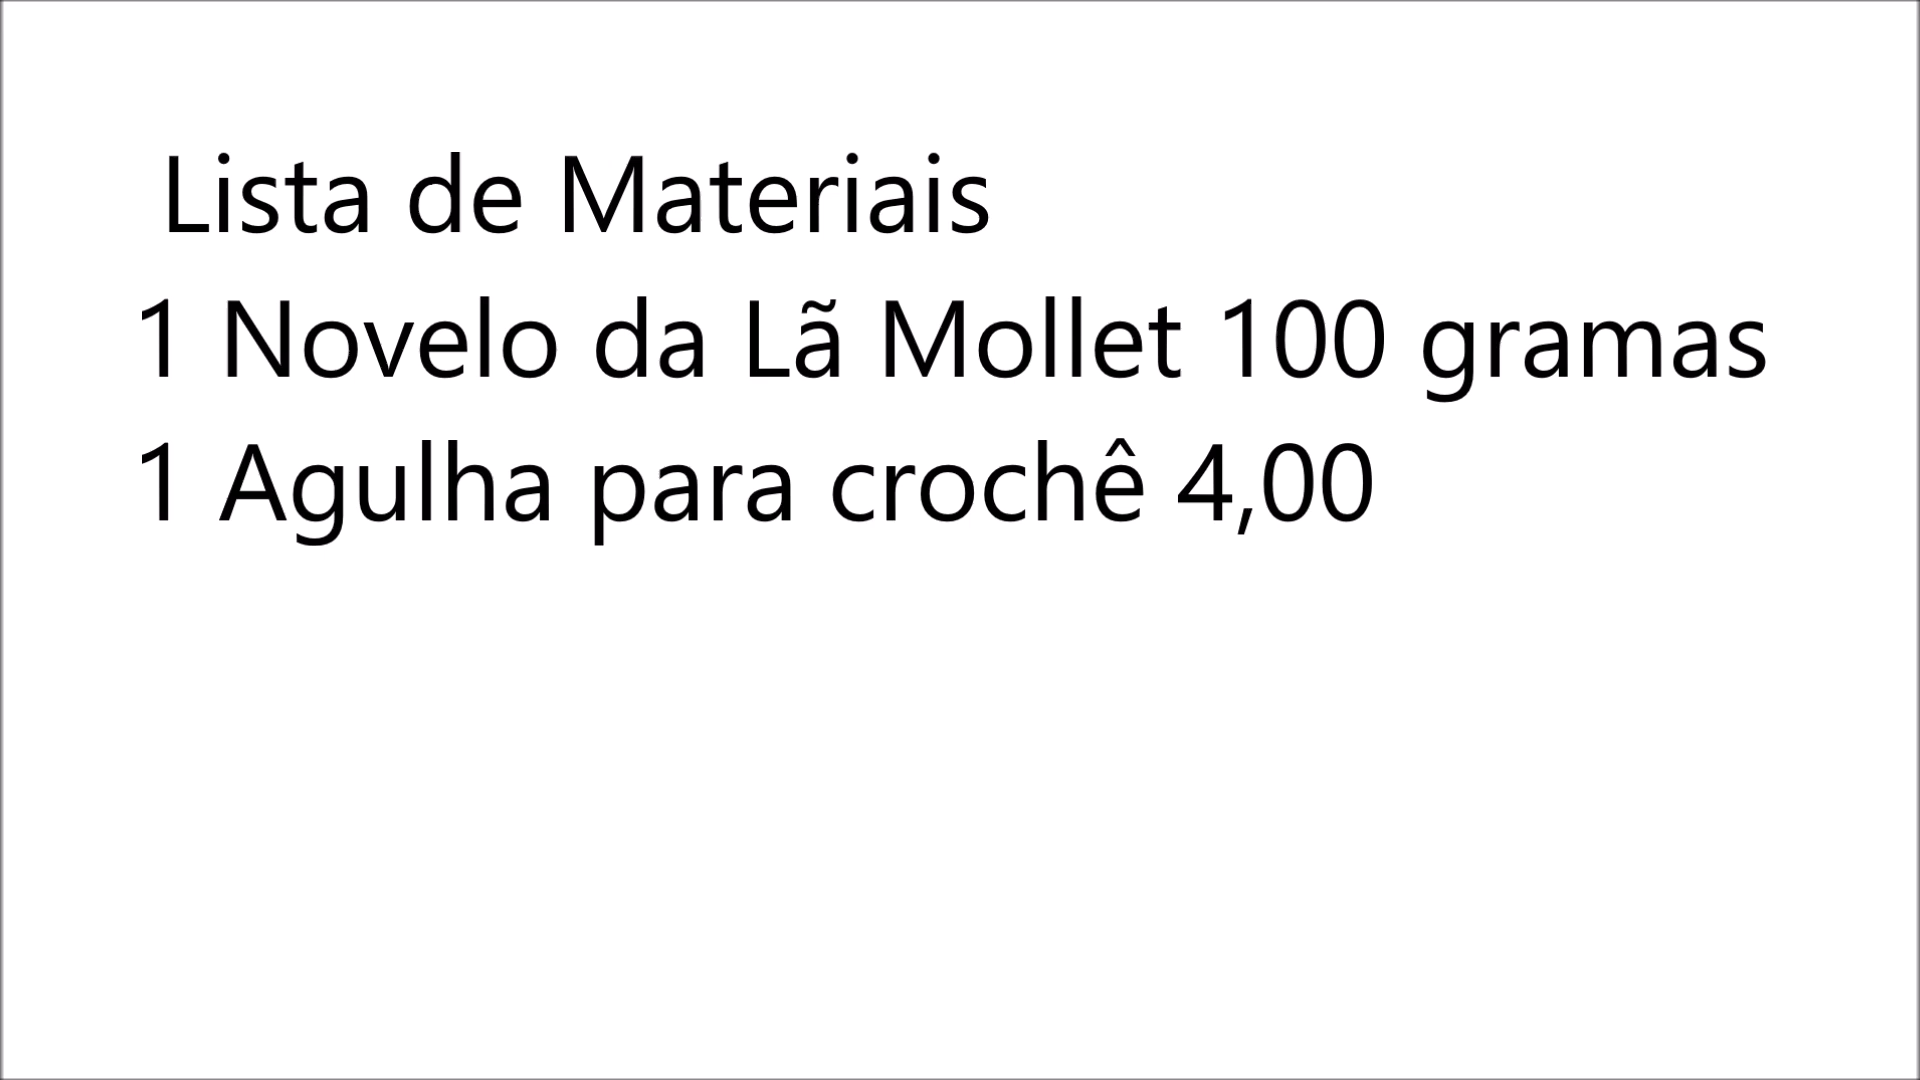 Lista de Materiais
1 Novelo da Lã Mollet 100 gramas
1 Agulha para crochê 4,00